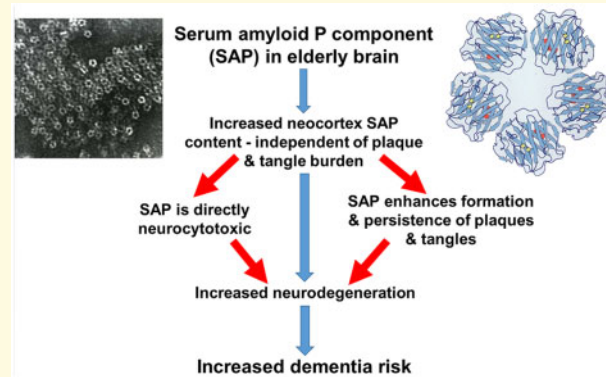 Serum amyloid P component
(SAP) in elderly brain
Increased neocortex SAP
content - independent of plaque
& tangle burden
SAP is directly
neurocytotoxic
SAP enhances formation
& persistence of plaques
& tangles
Increased neurodegeneration
Increased dementia risk